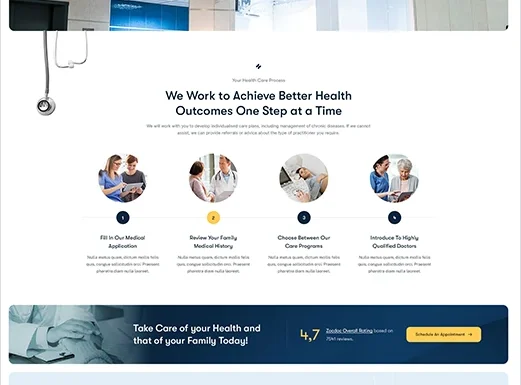 Your Health Care Process
We Work to Achieve Better Health
Outcomes One Step at a Time
We will work with you to develop individualised care plans, including management of chronic diseases. If we cannot
assist, we can provide referrals or advice about the type of practitioner you require.
1
2
3
4
Fill In Our Medical
Application
Review Your Family
Medical History
Choose Between Our
Care Programs
Introduce To Highly
Qualified Doctors
Nulla metus quam, dictum mollis felis
quis, congue sollicitudin orci. Praesent
pharetra diam nulla laoreet.
Nulla metus quam, dictum mollis felis
quis, congue sollicitudin orci. Praesent
pharetra diam nulla laoreet.
Nulla metus quam, dictum mollis felis
quis, congue sollicitudin orci. Praesent
pharetra diam nulla laoreet.
Nulla metus quam, dictum mollis felis
quis, congue sollicitudin orci. Praesent
pharetra diam nulla laoreet.
Take Care of your Health and
that of your Family Today!
4,7
Zocdoc Overall Rating based on
7541 reviews.
Schedule An Appointment